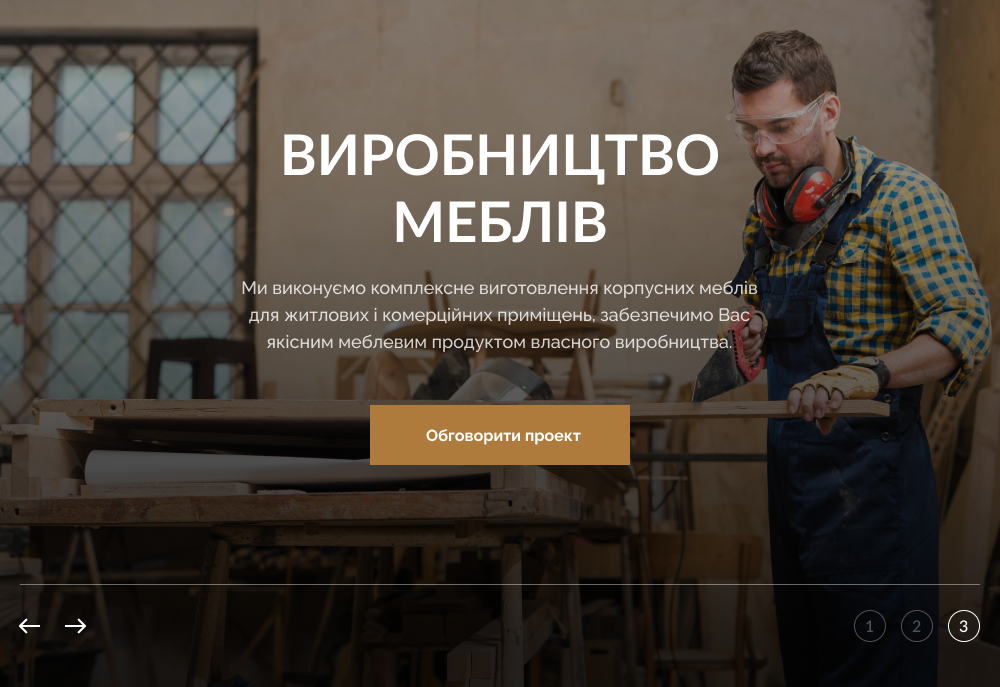 ВИРОБНИЦТВО
МЕБЛІВ
Ми виконуємо комплексне виготовлення корпусних меблів
для житлових і комерційних приміщень, забезпечимо Вас
якісним меблевим продуктом власного виробництва.
Обговорити проект
1 2 3